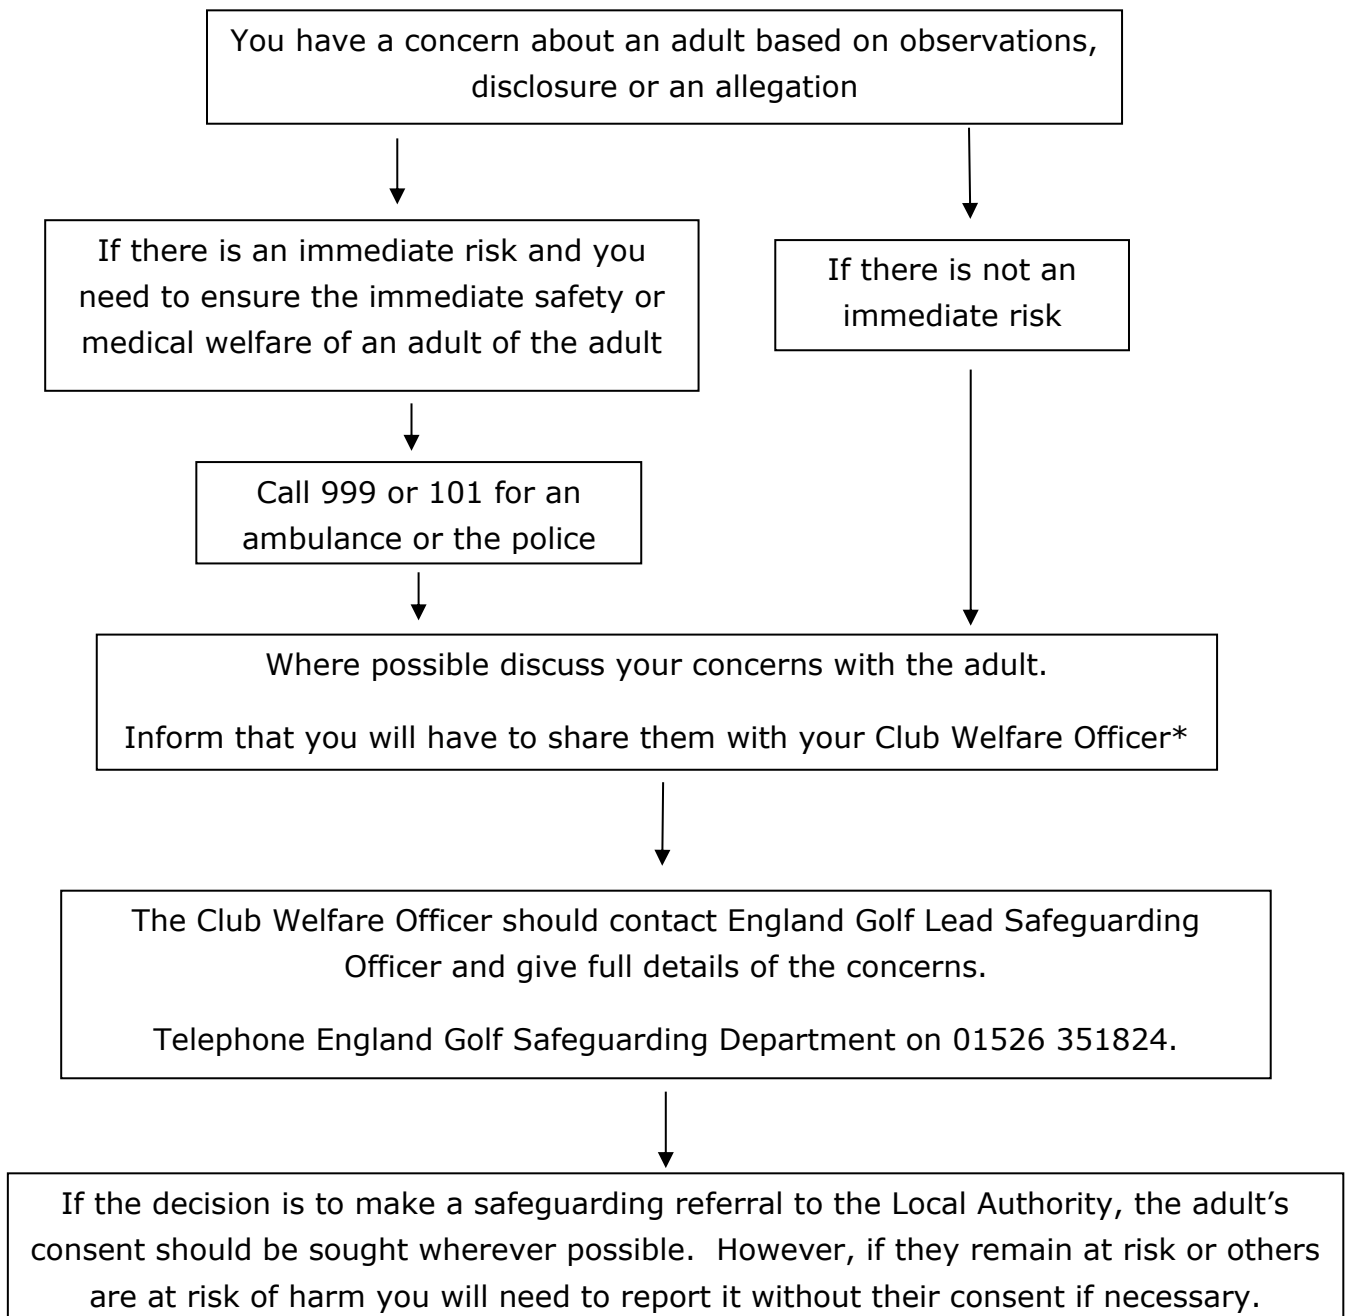 You have a concern about an adult based on observations,
disclosure or an allegation
If there is an immediate risk and you
need to ensure the immediate safety or
medical welfare of an adult of the adult
If there is not an
immediate risk
Call 999 or 101 for an
ambulance or the police
Where possible discuss your concerns with the adult.
Inform that you will have to share them with your Club Welfare Officer*
The Club Welfare Officer should contact England Golf Lead Safeguarding
Officer and give full details of the concerns.
Telephone England Golf Safeguarding Department on 01526 351824.
If the decision is to make a safeguarding referral to the Local Authority, the adult’s
consent should be sought wherever possible.  However, if they remain at risk or others
are at risk of harm you will need to report it without their consent if necessary.